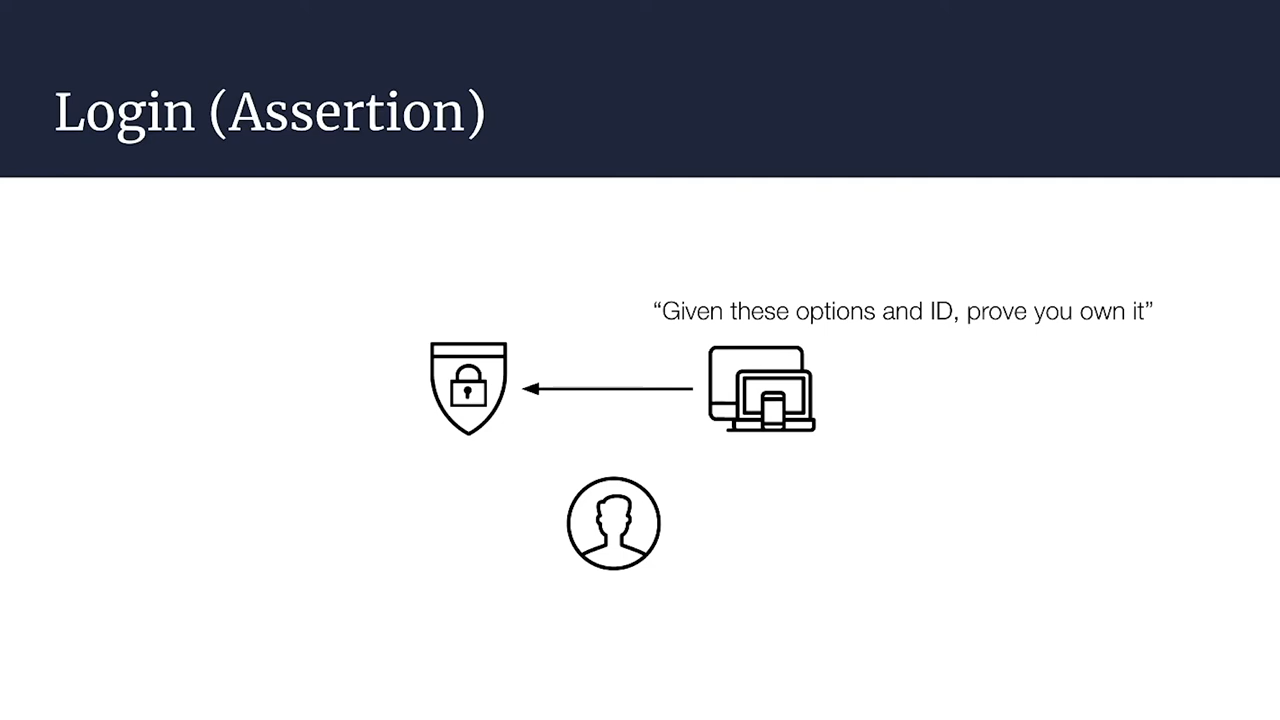 Login (Assertion)
“Given these options and ID, prove you own it”